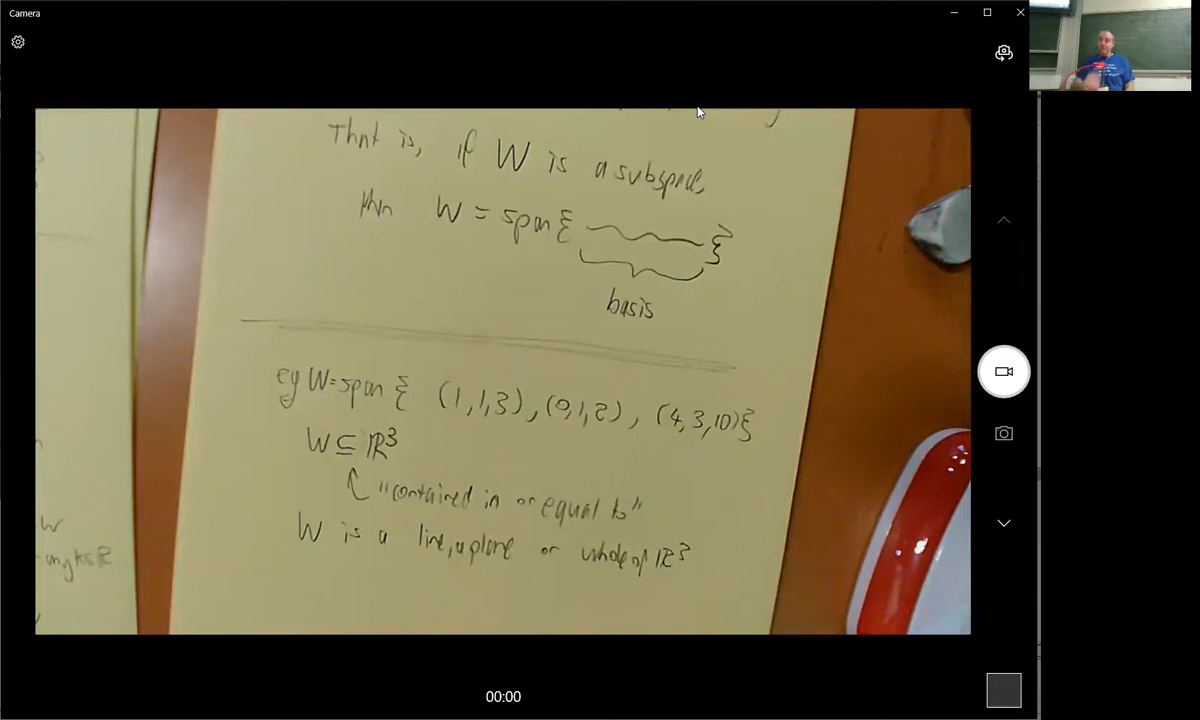 Camera
That is, if W is a subspace,
then W = span{ }
basis
eg W=span { (1,1,3), (0,1,2), (4,3,10)}
W ⊆ ℝ³
"contained in or equal to"
W is a line, a plane or whole of ℝ³
W
00:00